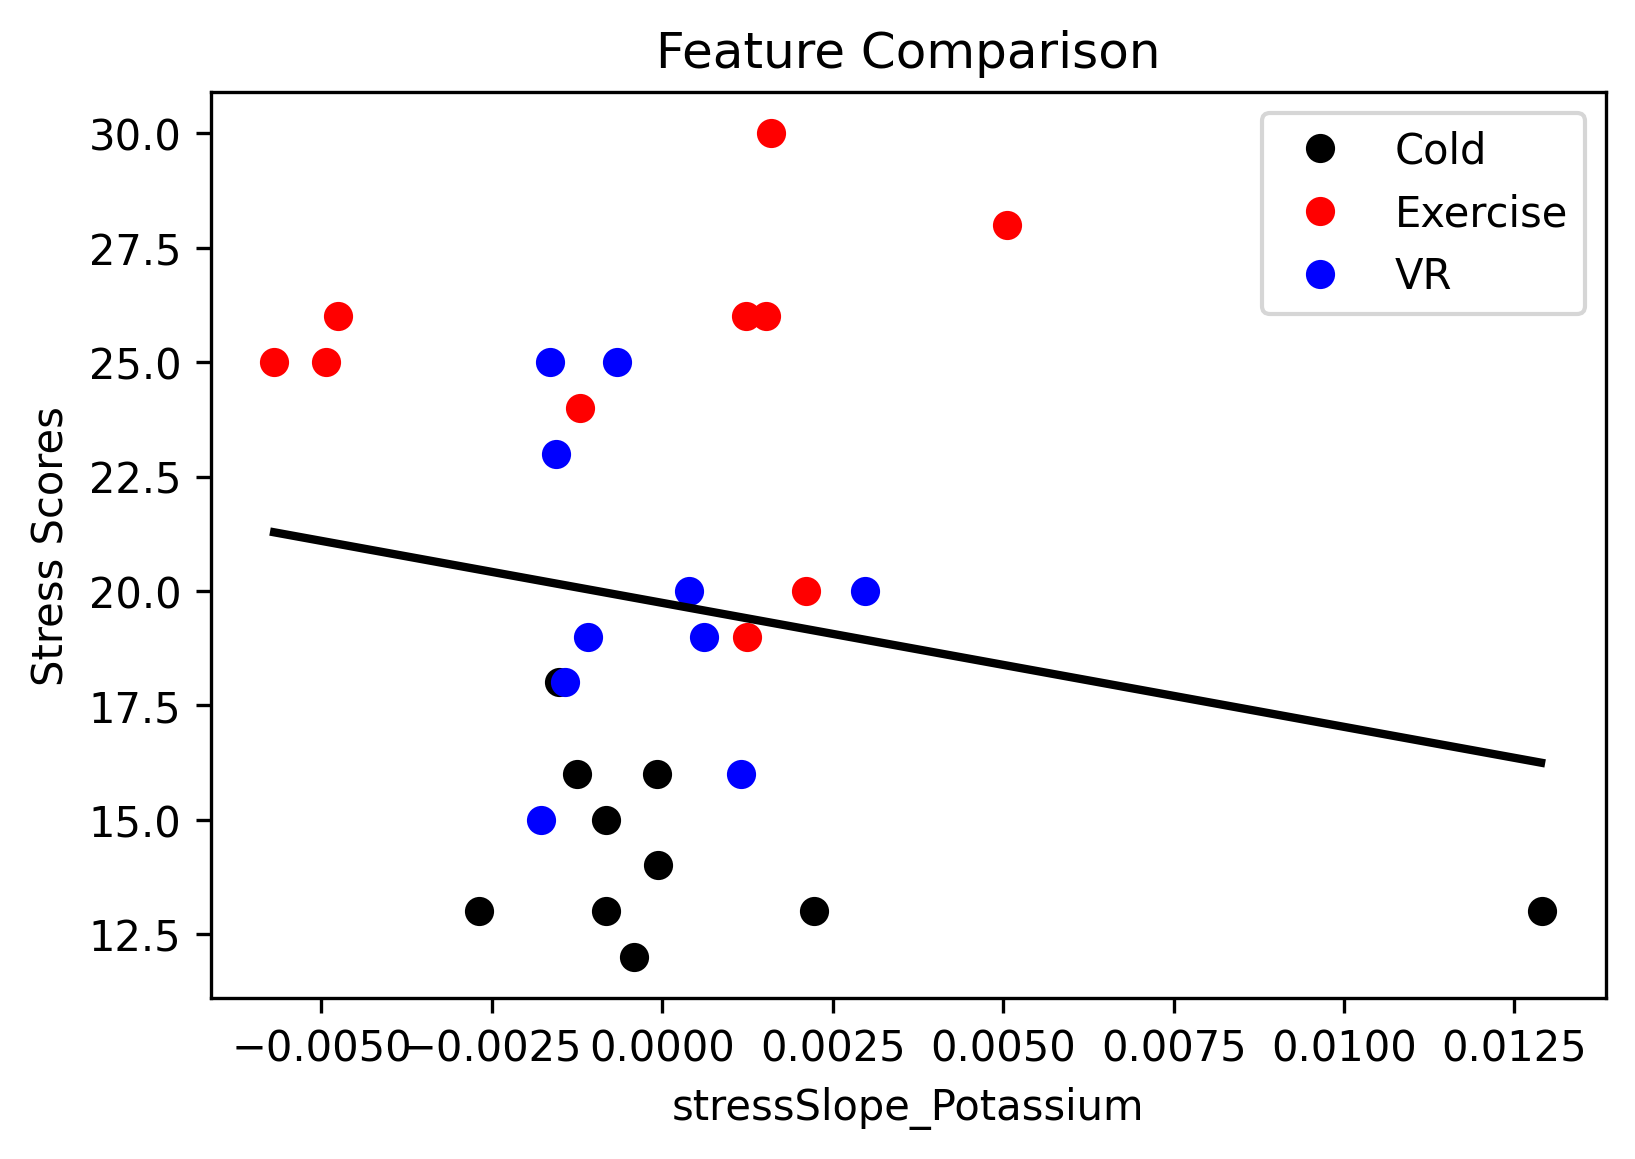 Feature Comparison
30.0
27.5
25.0
22.5
20.0
17.5
15.0
12.5
Stress Scores
Cold
Exercise
VR
−0.0050 −0.0025 0.0000 0.0025 0.0050 0.0075 0.0100 0.0125
stressSlope_Potassium